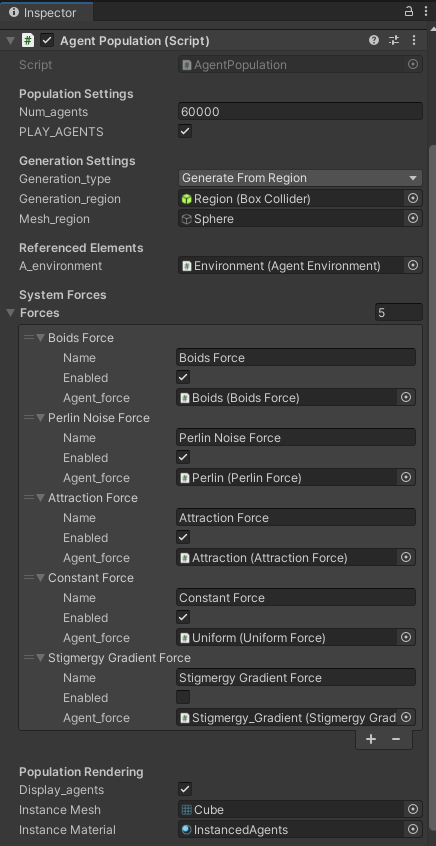 Inspector
Agent Population (Script)
Script AgentPopulation
Population Settings
Num_agents 60000
PLAY_AGENTS
Generation Settings
Generation_type Generate From Region
Generation_region Region (Box Collider)
Mesh_region Sphere
Referenced Elements
A_environment Environment (Agent Environment)
System Forces
Forces 5
Boids Force
Name Boids Force
Enabled
Agent_force Boids (Boids Force)
Perlin Noise Force
Name Perlin Noise Force
Enabled
Agent_force Perlin (Perlin Force)
Attraction Force
Name Attraction Force
Enabled
Agent_force Attraction (Attraction Force)
Constant Force
Name Constant Force
Enabled
Agent_force Uniform (Uniform Force)
Stigmergy Gradient Force
Name Stigmergy Gradient Force
Enabled
Agent_force Stigmergy_Gradient (Stigmergy Grad
Population Rendering
Display_agents
Instance Mesh Cube
Instance Material InstancedAgents